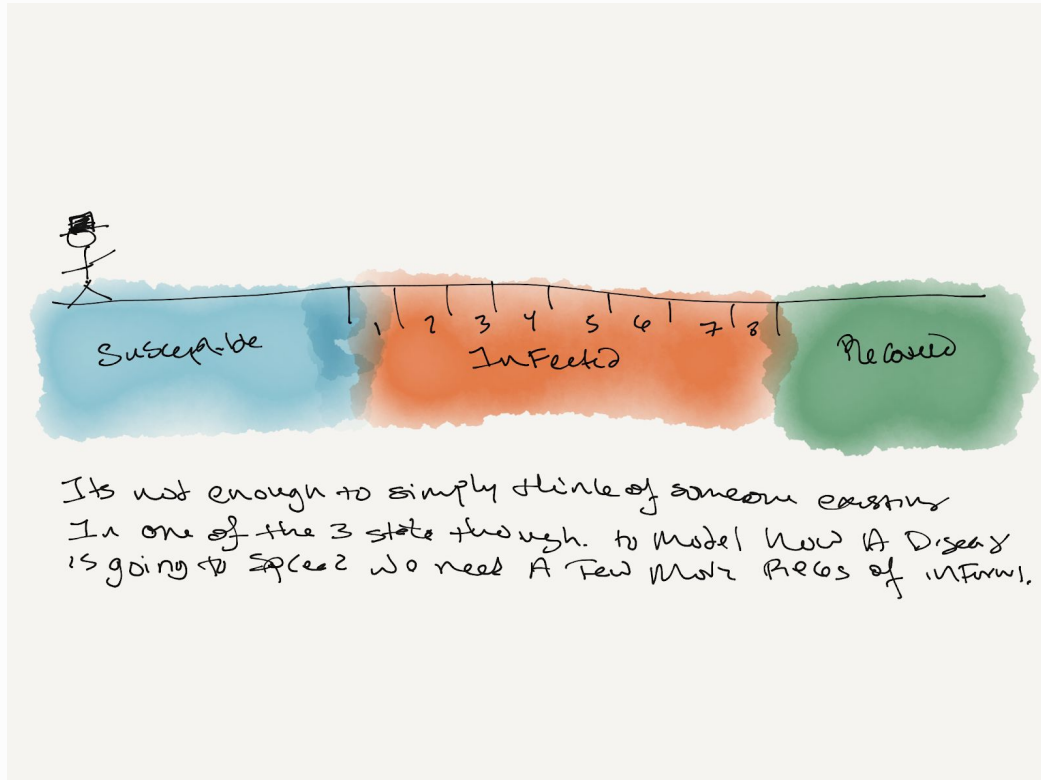 Susceptible
1 2 3 4 5 6 7 8
Infected
Recovered
Its not enough to simply think of someone existing
In one of the 3 state though. to model how A Disease
is going to spread we need A Few more Pieces of inform.